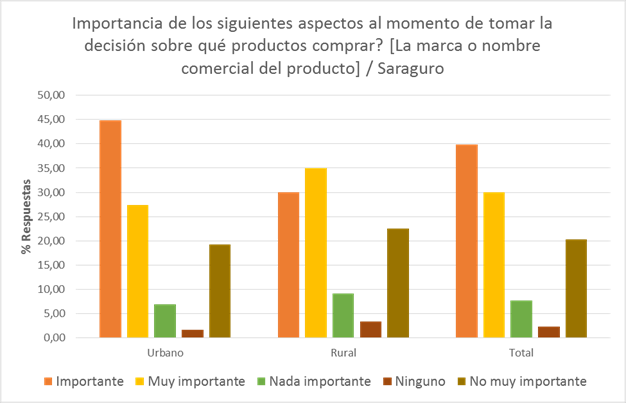 Importancia de los siguientes aspectos al momento de tomar la
decisión sobre qué productos comprar? [La marca o nombre
comercial del producto] / Saraguro
50,00
45,00
40,00
35,00
30,00
25,00
20,00
15,00
10,00
5,00
0,00
% Respuestas
Urbano Rural Total
Importante Muy importante Nada importante Ninguno No muy importante